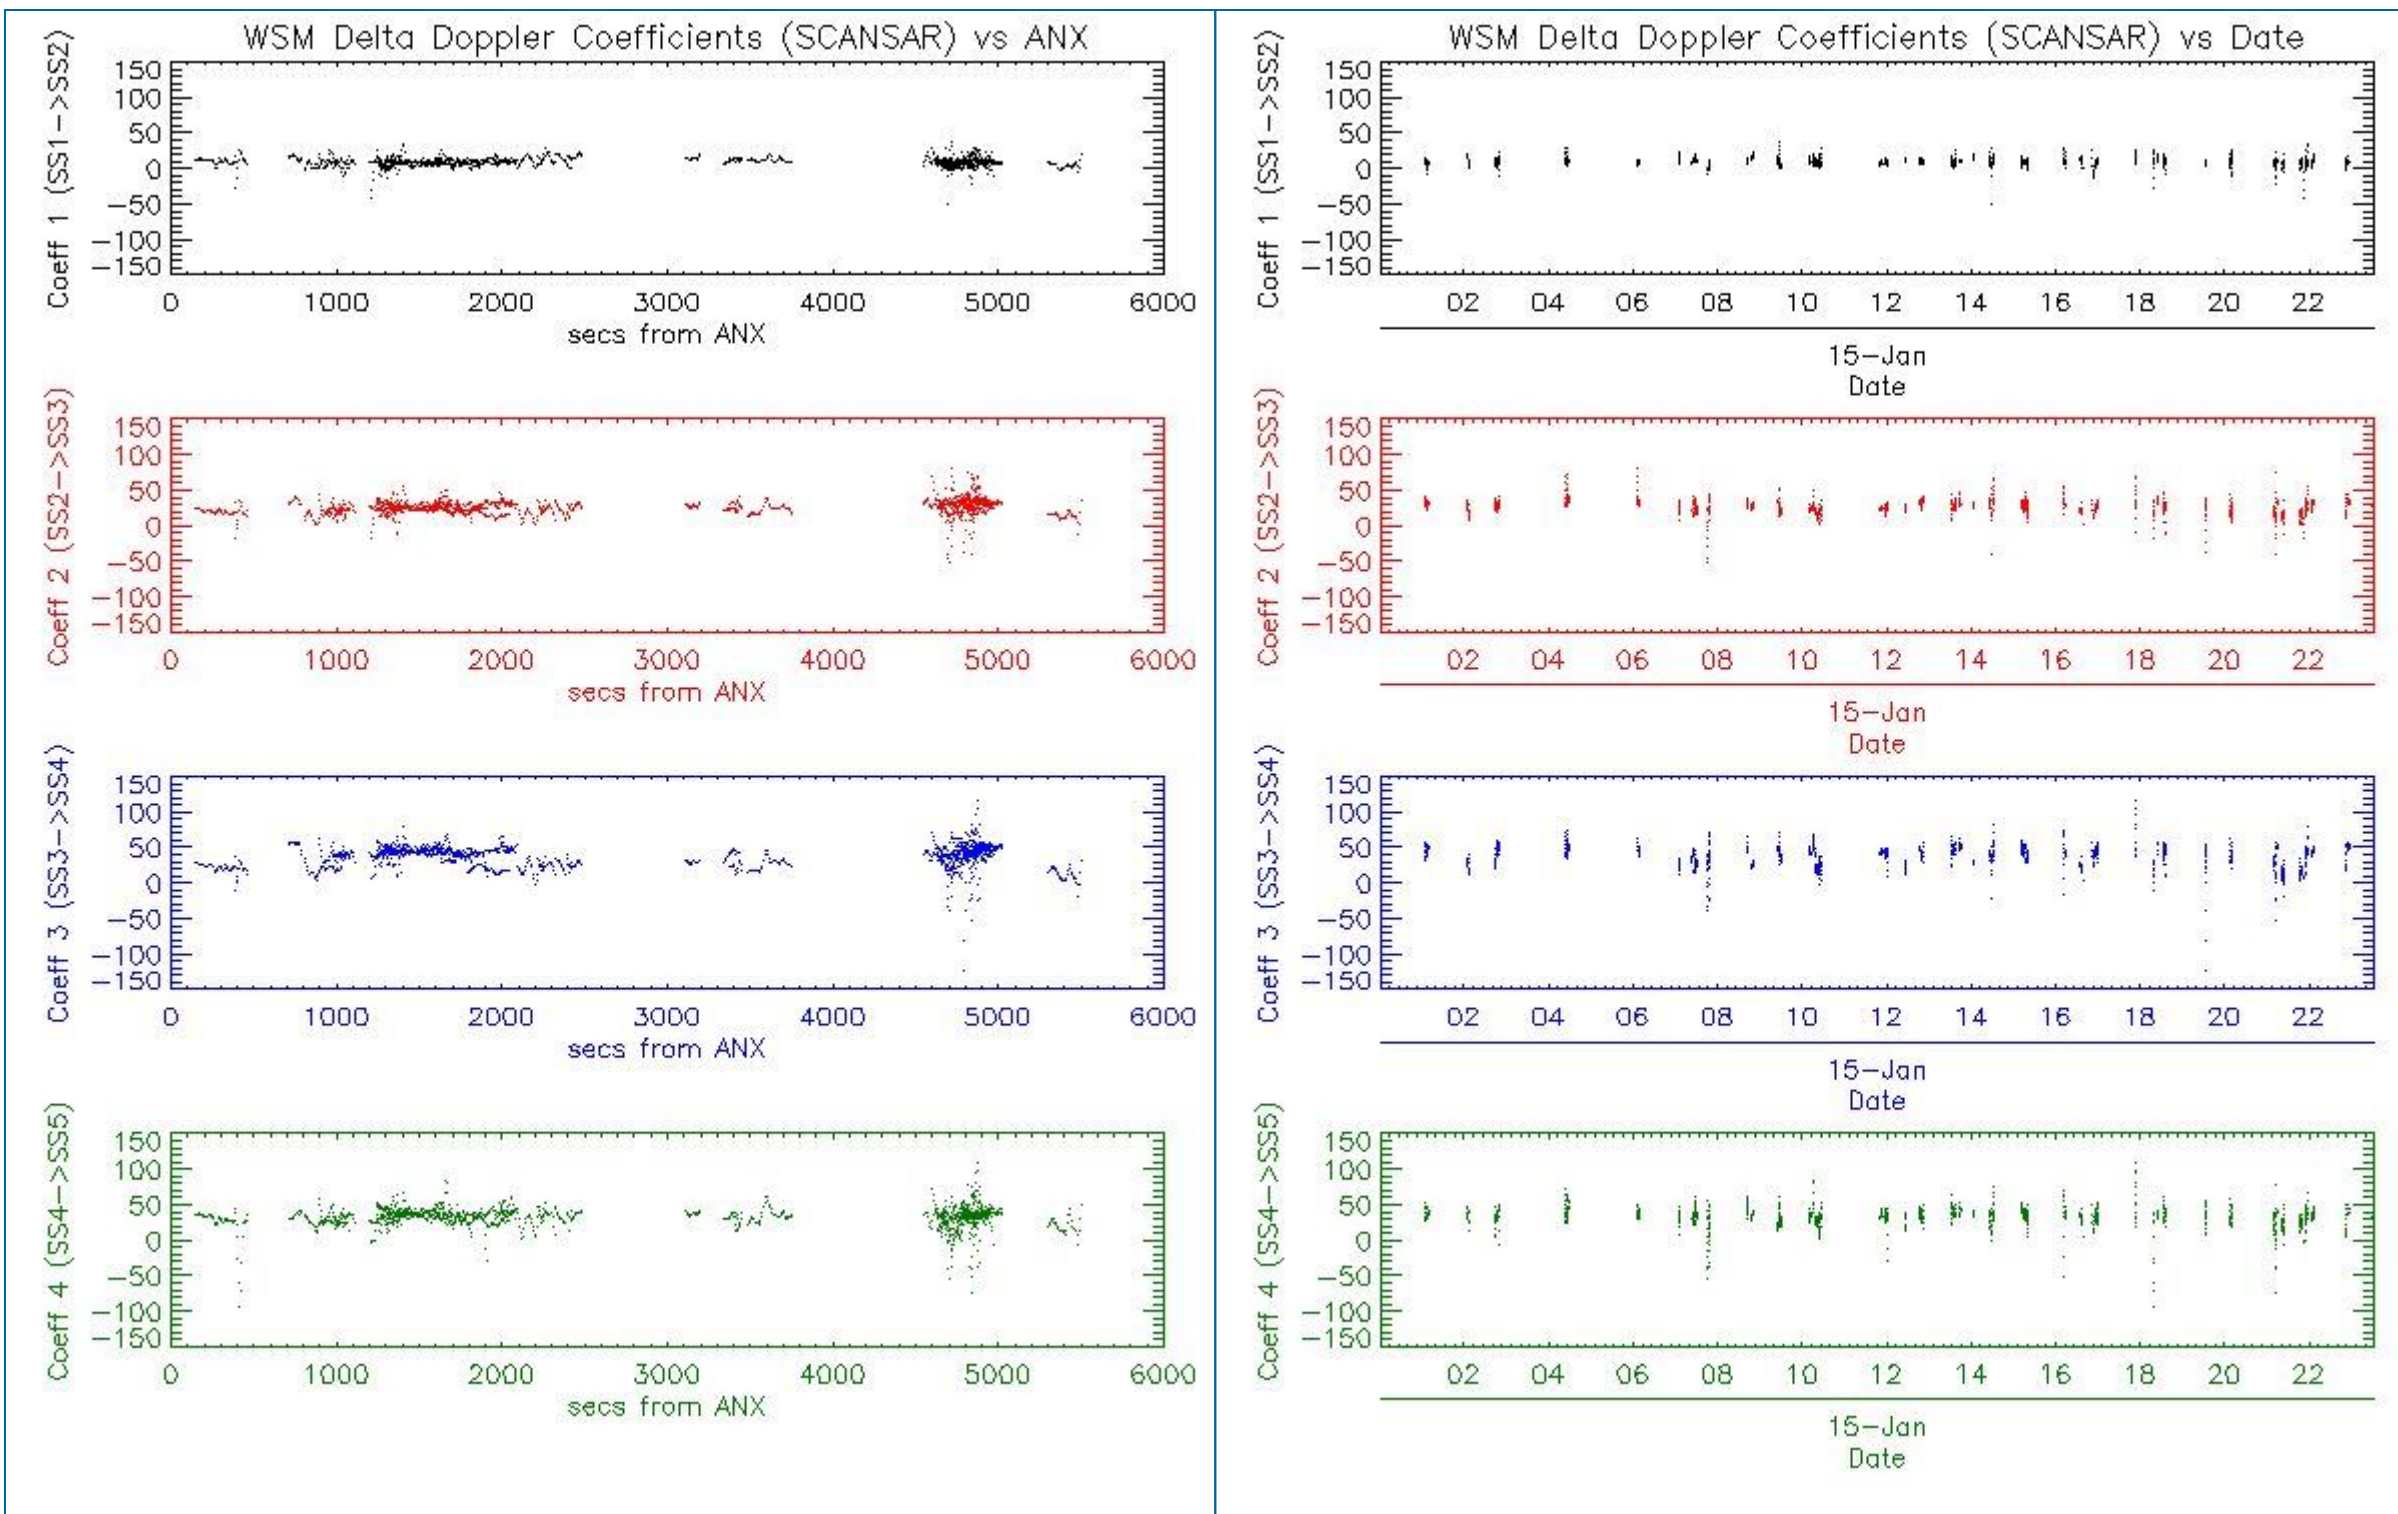 WSM Delta Doppler Coefficients (SCANSAR) vs ANX
Coeff 1 (SS1->SS2)
150
100
50
0
-50
-100
-150
0 1000 2000 3000 4000 5000 6000
secs from ANX
Coeff 2 (SS2->SS3)
150
100
50
0
-50
-100
-150
0 1000 2000 3000 4000 5000 6000
secs from ANX
Coeff 3 (SS3->SS4)
150
100
50
0
-50
-100
-150
0 1000 2000 3000 4000 5000 6000
secs from ANX
Coeff 4 (SS4->SS5)
150
100
50
0
-50
-100
-150
0 1000 2000 3000 4000 5000 6000
secs from ANX
WSM Delta Doppler Coefficients (SCANSAR) vs Date
Coeff 1 (SS1->SS2)
150
100
50
0
-50
-100
-150
02 04 06 08 10 12 14 16 18 20 22
15-Jan
Date
Coeff 2 (SS2->SS3)
150
100
50
0
-50
-100
-150
02 04 06 08 10 12 14 16 18 20 22
15-Jan
Date
Coeff 3 (SS3->SS4)
150
100
50
0
-50
-100
-150
02 04 06 08 10 12 14 16 18 20 22
15-Jan
Date
Coeff 4 (SS4->SS5)
150
100
50
0
-50
-100
-150
02 04 06 08 10 12 14 16 18 20 22
15-Jan
Date